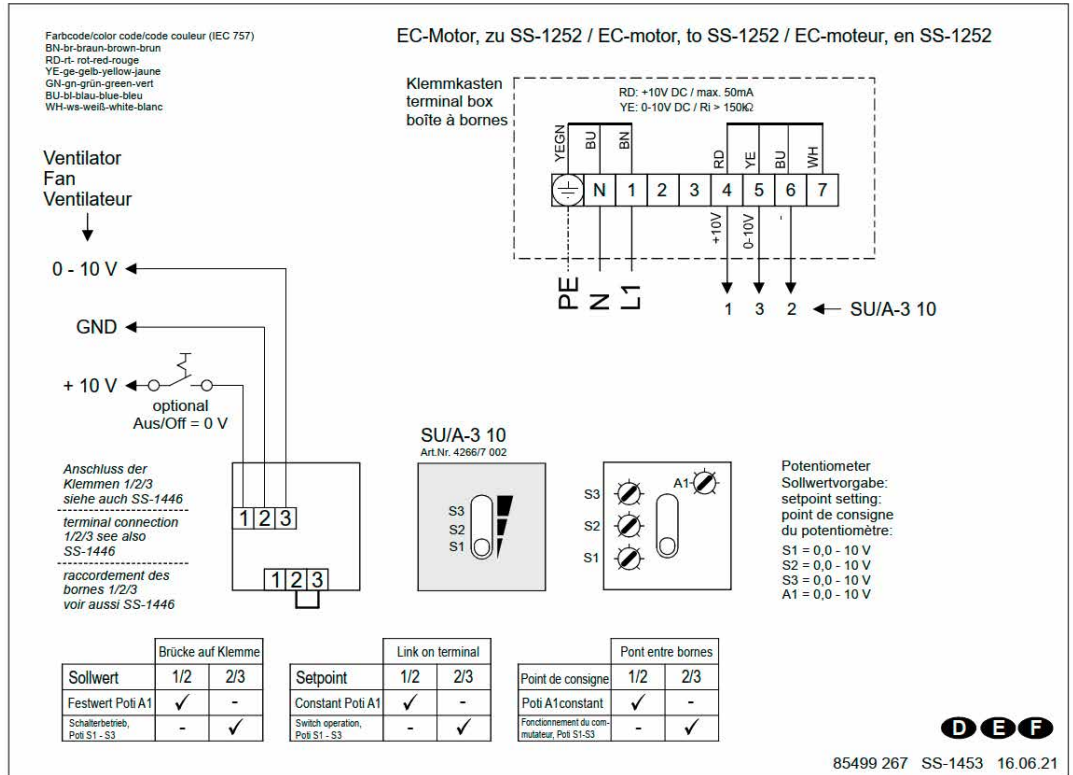 Farbcode/color code/code couleur (IEC 757)
BN-br-braun-brown-brun
RD-rt- rot-red-rouge
YE-ge-gelb-yellow-jaune
GN-gn-grün-green-vert
BU-bl-blau-blue-bleu
WH-ws-weiß-white-blanc
EC-Motor, zu SS-1252 / EC-motor, to SS-1252 / EC-moteur, en SS-1252
Klemmkasten
terminal box
boîte à bornes
RD: +10V DC / max. 50mA
YE: 0-10V DC / Ri > 150kΩ
YEGN BU BN RD YE BU WH
N 1 2 3 4 5 6 7
+10V 0-10V -
PE N L1
1 3 2 SU/A-3 10
Ventilator
Fan
Ventilateur
0 - 10 V
GND
+ 10 V
optional
Aus/Off = 0 V
Anschluss der
Klemmen 1/2/3
siehe auch SS-1446
terminal connection
1/2/3 see also
SS-1446
raccordement des
bornes 1/2/3
voir aussi SS-1446
1 2 3
1 2 3
SU/A-3 10
Art.Nr. 4266/7 002
S3
S2
S1
A1
S3
S2
S1
Potentiometer
Sollwertvorgabe:
setpoint setting:
point de consigne
du potentiomètre:
S1 = 0,0 - 10 V
S2 = 0,0 - 10 V
S3 = 0,0 - 10 V
A1 = 0,0 - 10 V
Brücke auf Klemme
Sollwert 1/2 2/3
Festwert Poti A1 ✓ -
Schalterbetrieb,
Poti S1 - S3 - ✓
Link on terminal
Setpoint 1/2 2/3
Constant Poti A1 ✓ -
Switch operation,
Poti S1 - S3 - ✓
Pont entre bornes
Point de consigne 1/2 2/3
Poti A1constant ✓ -
Fonctionnement du com-
mutateur, Poti S1-S3 - ✓
D E F
85499 267 SS-1453 16.06.21